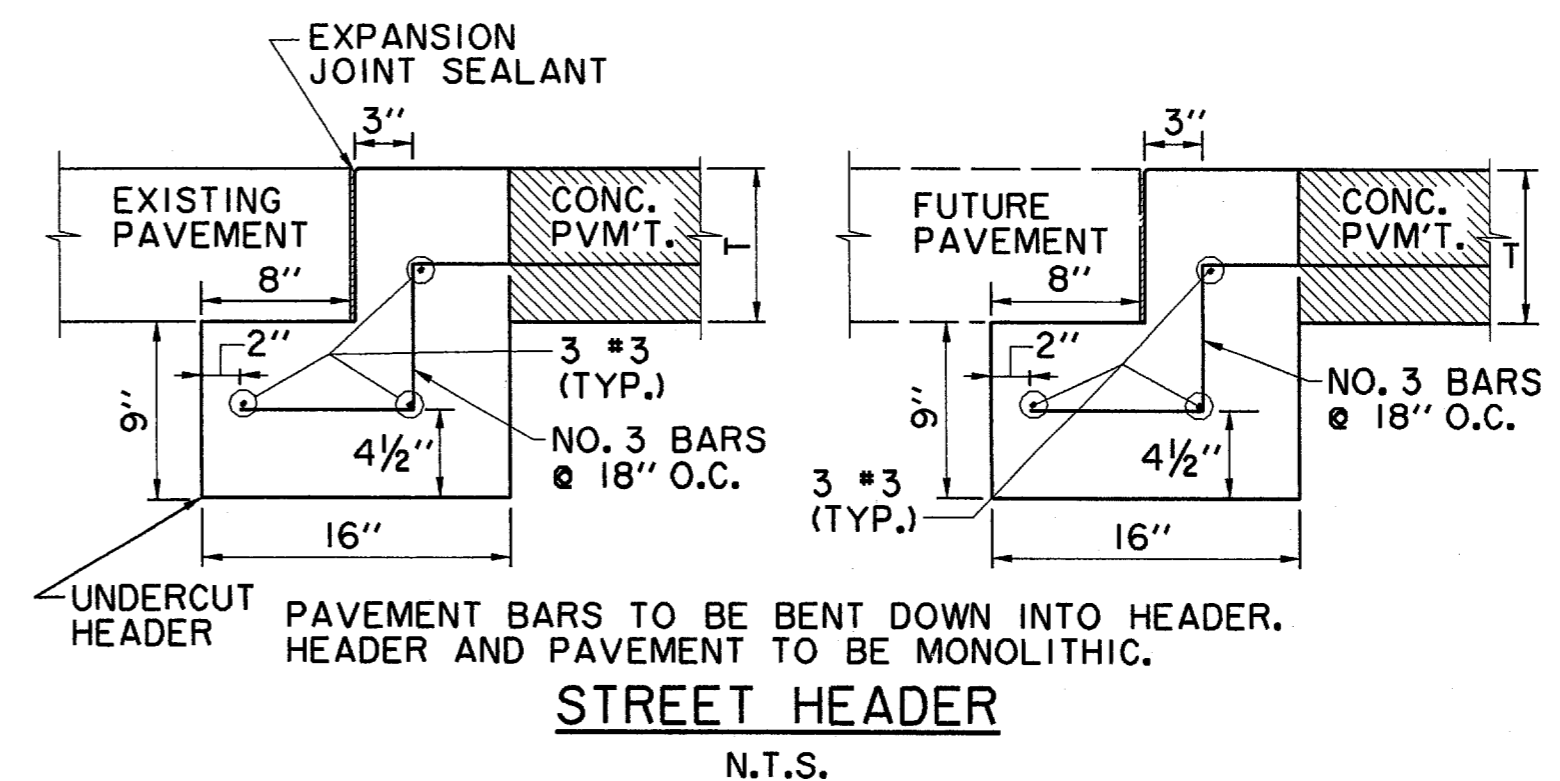 EXPANSION
JOINT SEALANT
3″
EXISTING
PAVEMENT
CONC.
PVM'T.
T
8″
2″
9″
3 #3
(TYP.)
4½″
NO. 3 BARS
@ 18″ O.C.
16″
UNDERCUT
HEADER
3″
FUTURE
PAVEMENT
CONC.
PVM'T.
T
8″
2″
9″
NO. 3 BARS
@ 18″ O.C.
4½″
3 #3
(TYP.)
16″
PAVEMENT BARS TO BE BENT DOWN INTO HEADER.
HEADER AND PAVEMENT TO BE MONOLITHIC.
STREET HEADER
N.T.S.